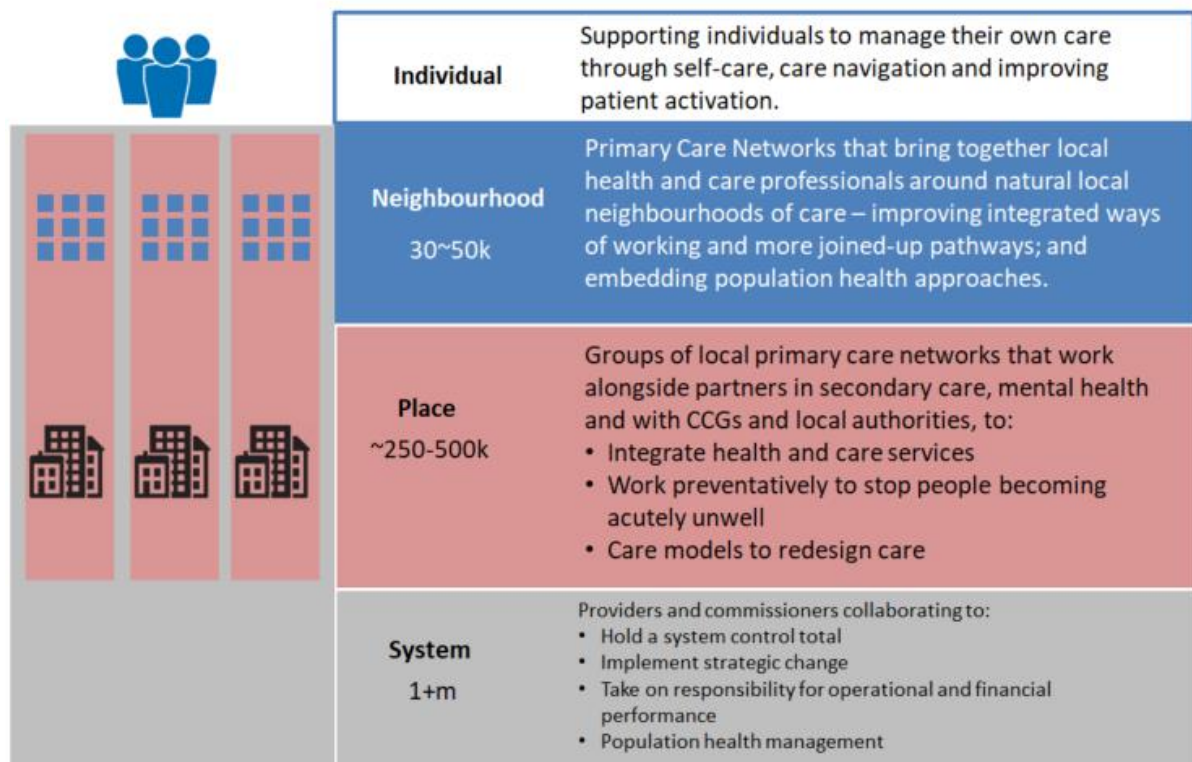 Individual
Supporting individuals to manage their own care
through self-care, care navigation and improving
patient activation.
Neighbourhood
30~50k
Primary Care Networks that bring together local
health and care professionals around natural local
neighbourhoods of care – improving integrated ways
of working and more joined-up pathways; and
embedding population health approaches.
Place
~250-500k
Groups of local primary care networks that work
alongside partners in secondary care, mental health
and with CCGs and local authorities, to:
• Integrate health and care services
• Work preventatively to stop people becoming
acutely unwell
• Care models to redesign care
System
1+m
Providers and commissioners collaborating to:
• Hold a system control total
• Implement strategic change
• Take on responsibility for operational and financial
performance
• Population health management